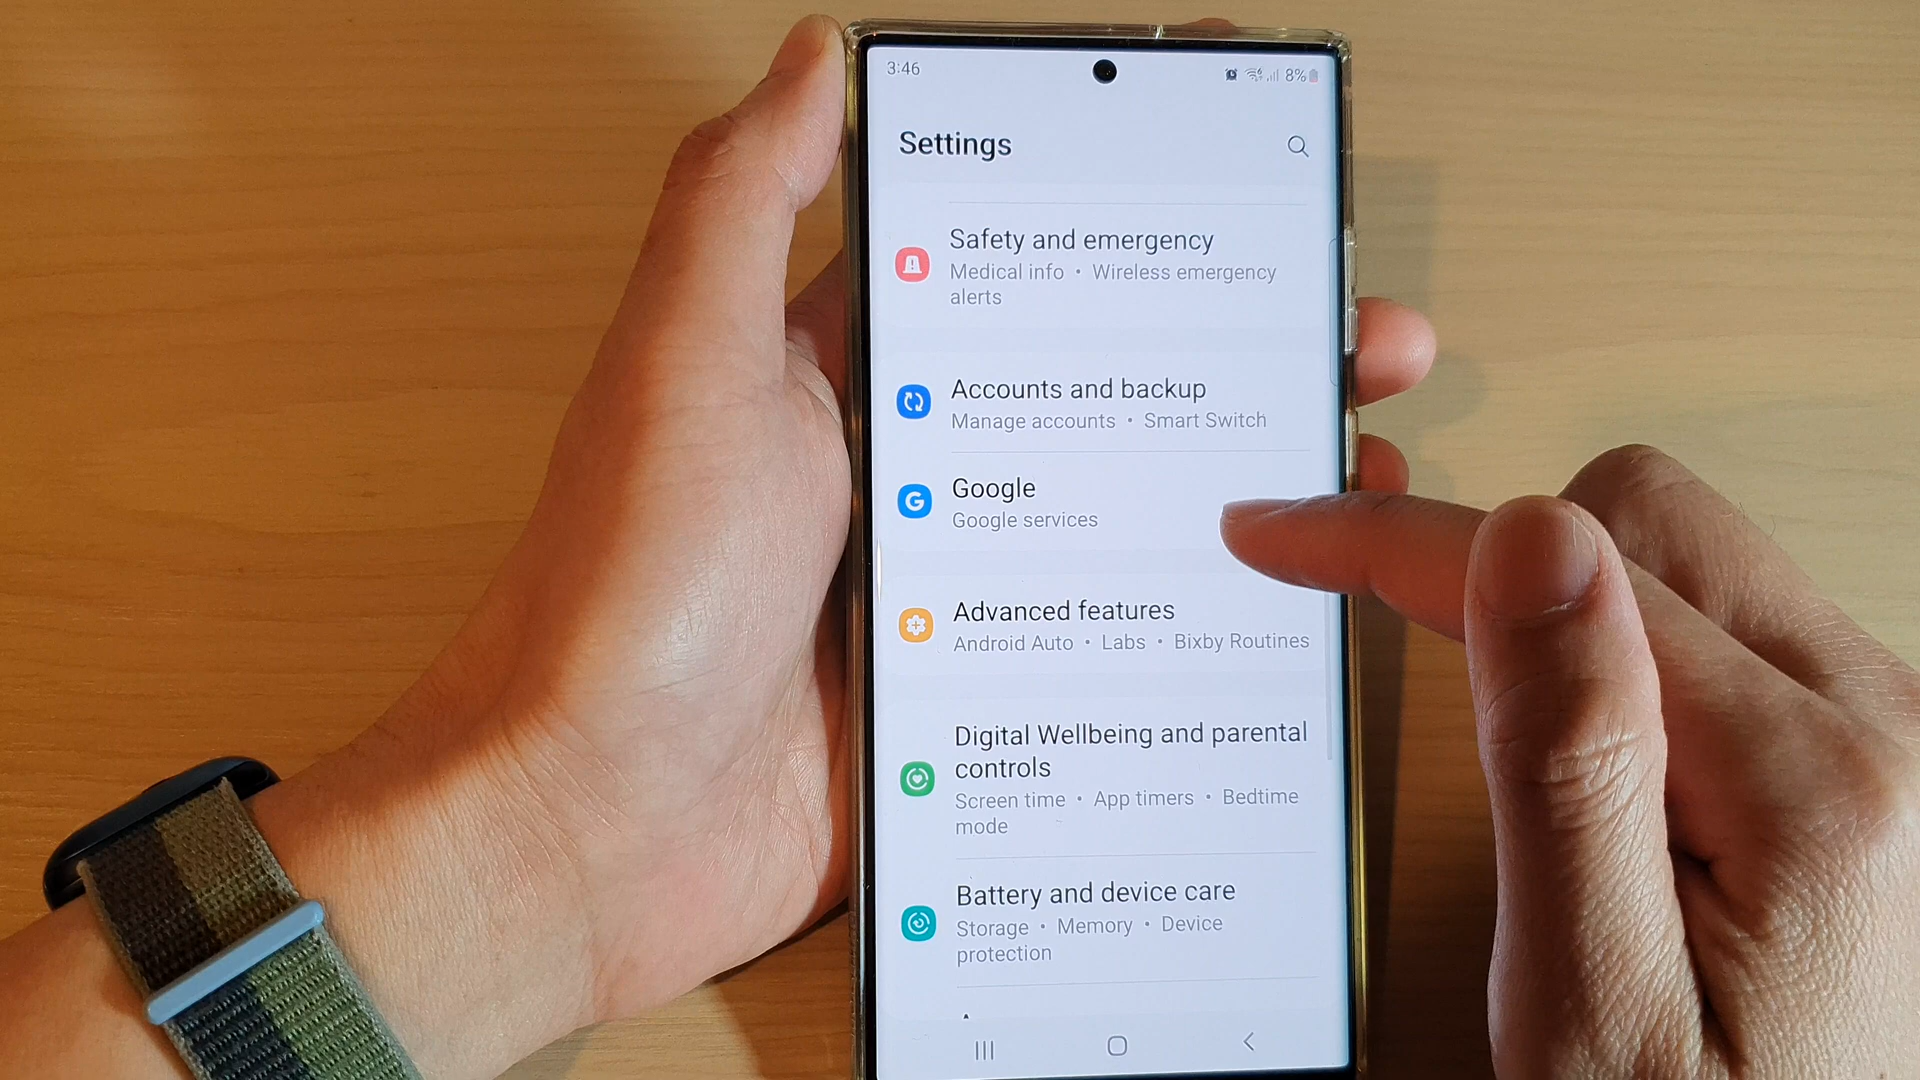 3:46
8%
Settings
Safety and emergency
Medical info • Wireless emergency
alerts
Accounts and backup
Manage accounts • Smart Switch
G
Google
Google services
Advanced features
Android Auto • Labs • Bixby Routines
Digital Wellbeing and parental
controls
Screen time • App timers • Bedtime
mode
Battery and device care
Storage • Memory • Device
protection